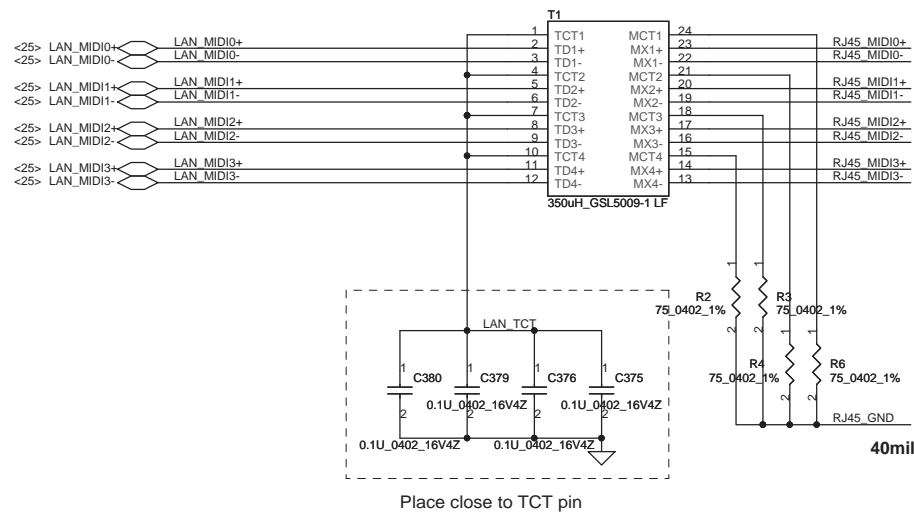 T1
1 TCT1 MCT1 24
<25> LAN_MIDI0+ LAN_MIDI0+ 2 TD1+ MX1+ 23 RJ45_MIDI0+
<25> LAN_MIDI0- LAN_MIDI0- 3 TD1- MX1- 22 RJ45_MIDI0-
4 TCT2 MCT2 21
<25> LAN_MIDI1+ LAN_MIDI1+ 5 TD2+ MX2+ 20 RJ45_MIDI1+
<25> LAN_MIDI1- LAN_MIDI1- 6 TD2- MX2- 19 RJ45_MIDI1-
7 TCT3 MCT3 18
<25> LAN_MIDI2+ LAN_MIDI2+ 8 TD3+ MX3+ 17 RJ45_MIDI2+
<25> LAN_MIDI2- LAN_MIDI2- 9 TD3- MX3- 16 RJ45_MIDI2-
10 TCT4 MCT4 15
<25> LAN_MIDI3+ LAN_MIDI3+ 11 TD4+ MX4+ 14 RJ45_MIDI3+
<25> LAN_MIDI3- LAN_MIDI3- 12 TD4- MX4- 13 RJ45_MIDI3-
350uH_GSL5009-1 LF
1 1
R2 R3
75_0402_1% 75_0402_1%
2 2
LAN_TCT
1 1
R4 R6
75_0402_1% 75_0402_1%
2 2
1 1 1 1
C380 C379 C376 C375
0.1U_0402_16V4Z 0.1U_0402_16V4Z
2 2 2 2
0.1U_0402_16V4Z 0.1U_0402_16V4Z
RJ45_GND
40mil
Place close to TCT pin